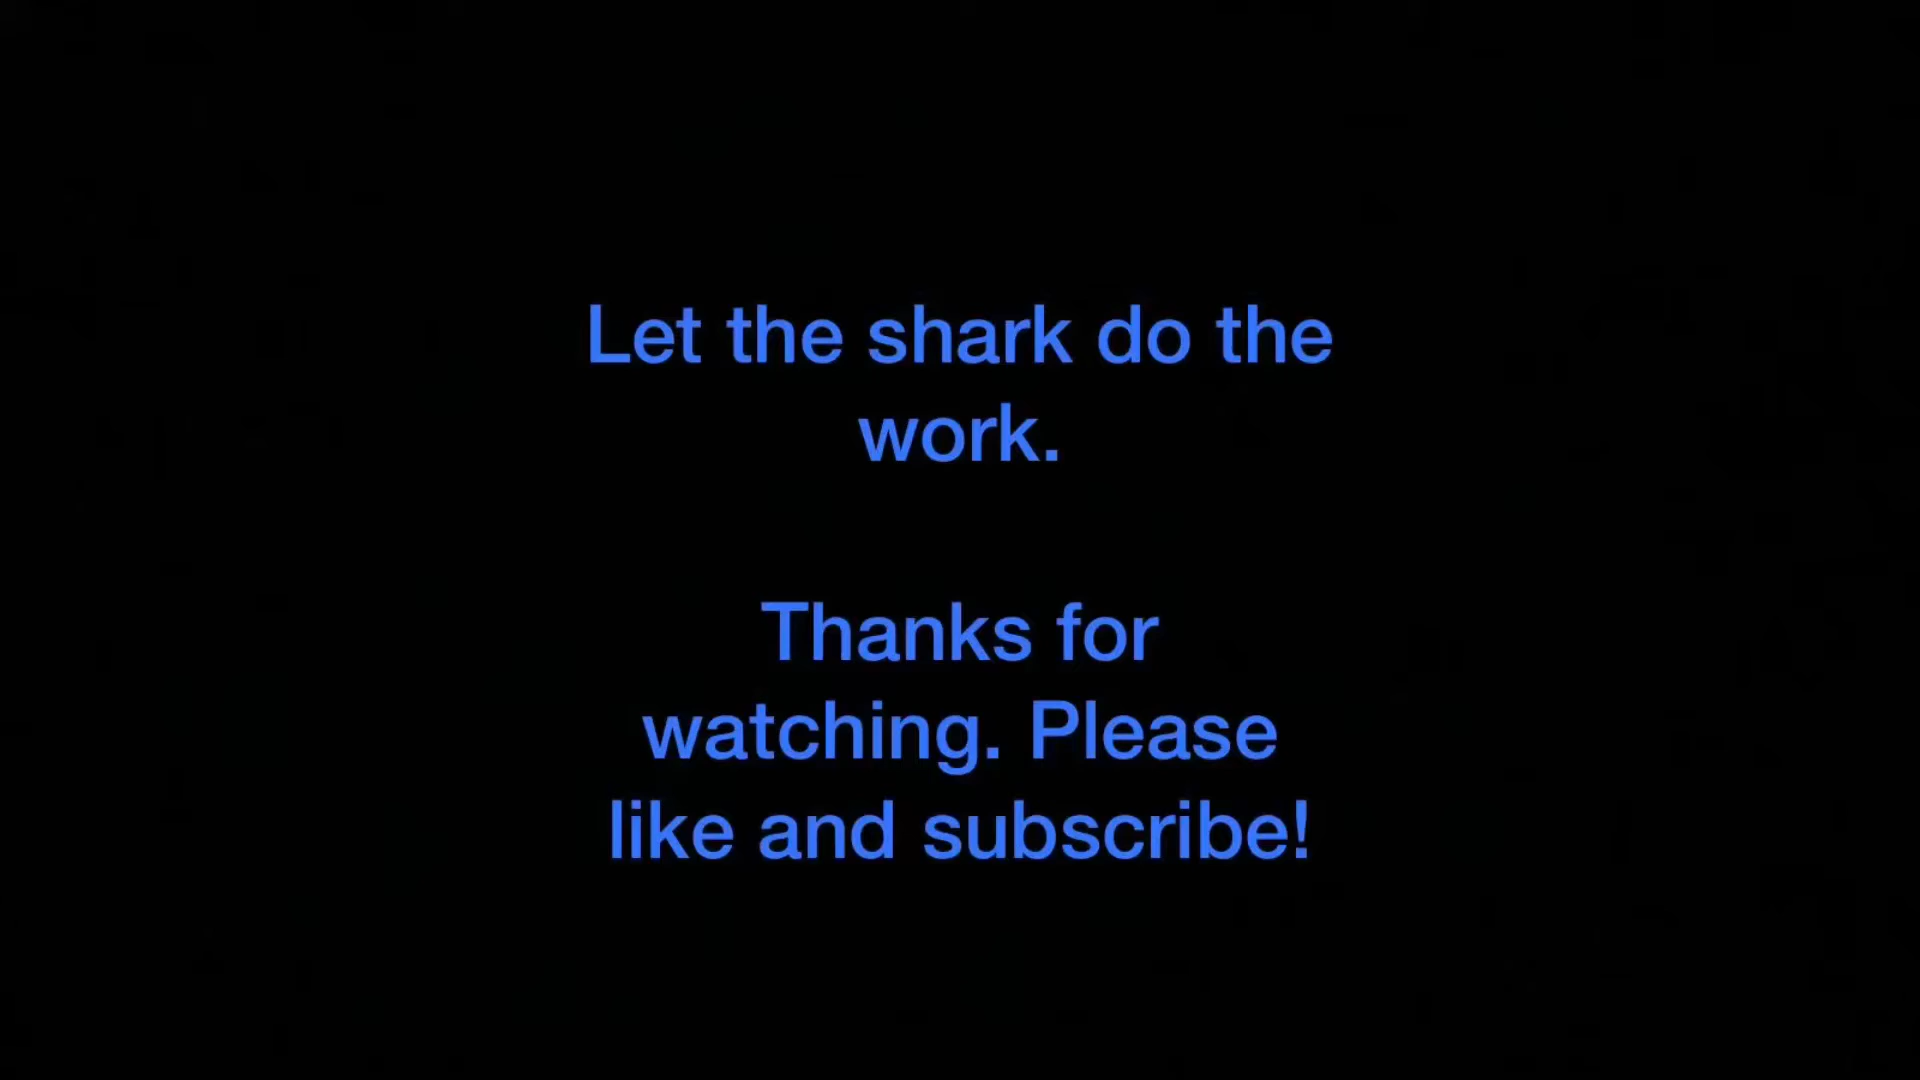 Let the shark do the
work.
Thanks for
watching. Please
like and subscribe!